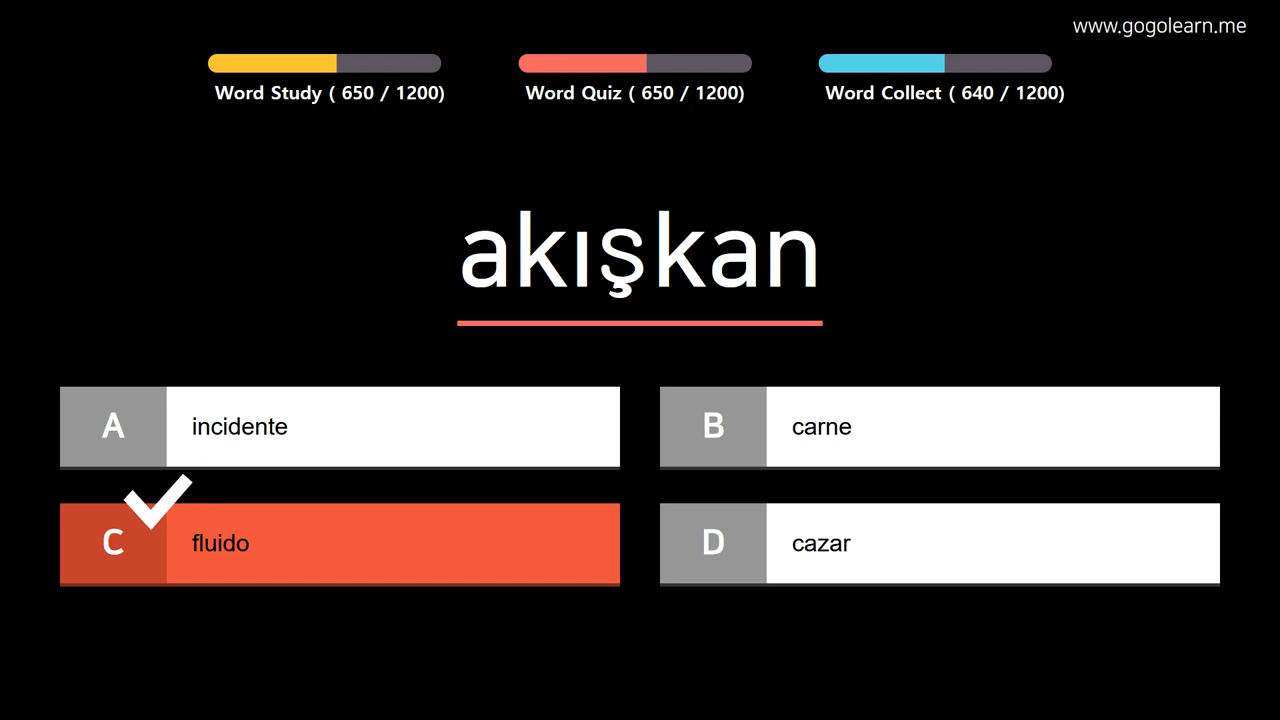 www.gogolearn.me
Word Study ( 650 / 1200)
Word Quiz ( 650 / 1200)
Word Collect ( 640 / 1200)
akışkan
A incidente
B carne
C fluido
D cazar